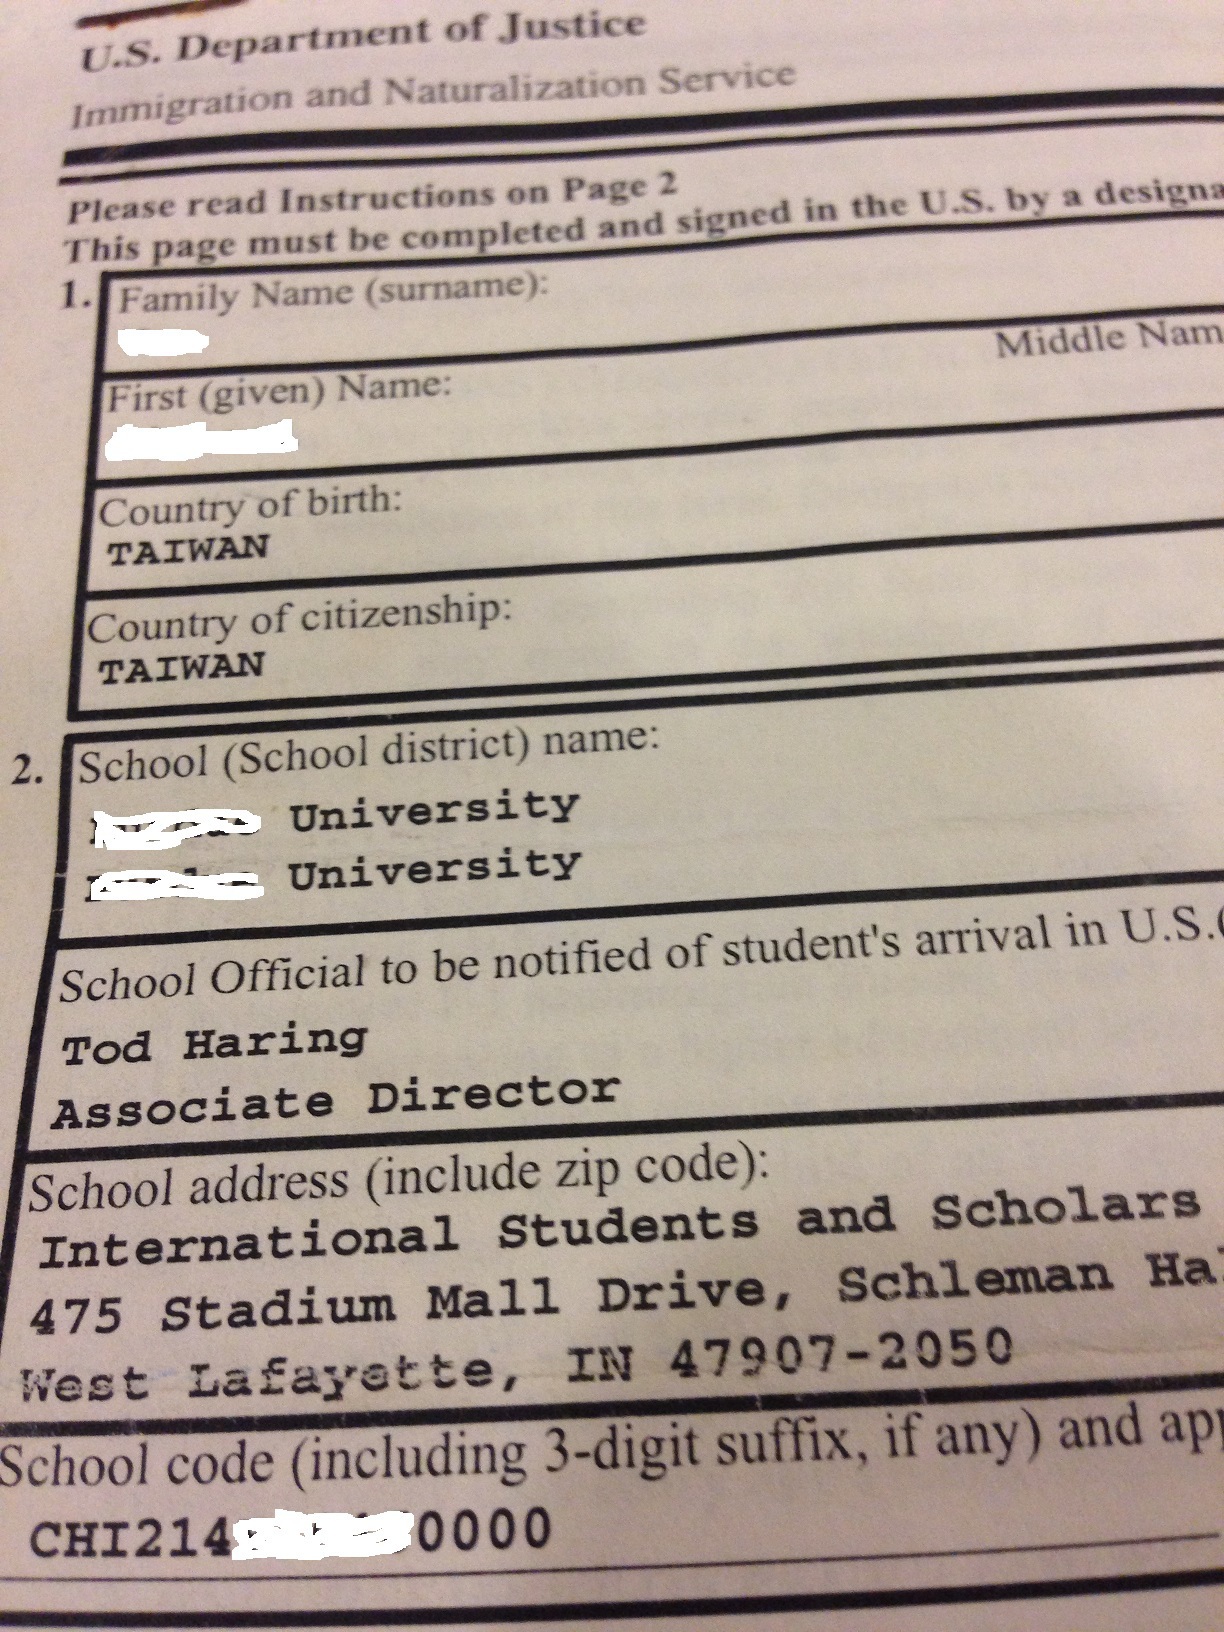 U.S. Department of Justice
Immigration and Naturalization Service
Please read Instructions on Page 2
This page must be completed and signed in the U.S. by a designa
1. Family Name (surname):
First (given) Name: Middle Nam
Country of birth:
TAIWAN
Country of citizenship:
TAIWAN
2. School (School district) name:
University
University
School Official to be notified of student's arrival in U.S.(
Tod Haring
Associate Director
School address (include zip code):
International Students and Scholars
475 Stadium Mall Drive, Schleman Ha
West Lafayette, IN 47907-2050
School code (including 3-digit suffix, if any) and app
CHI214 0000